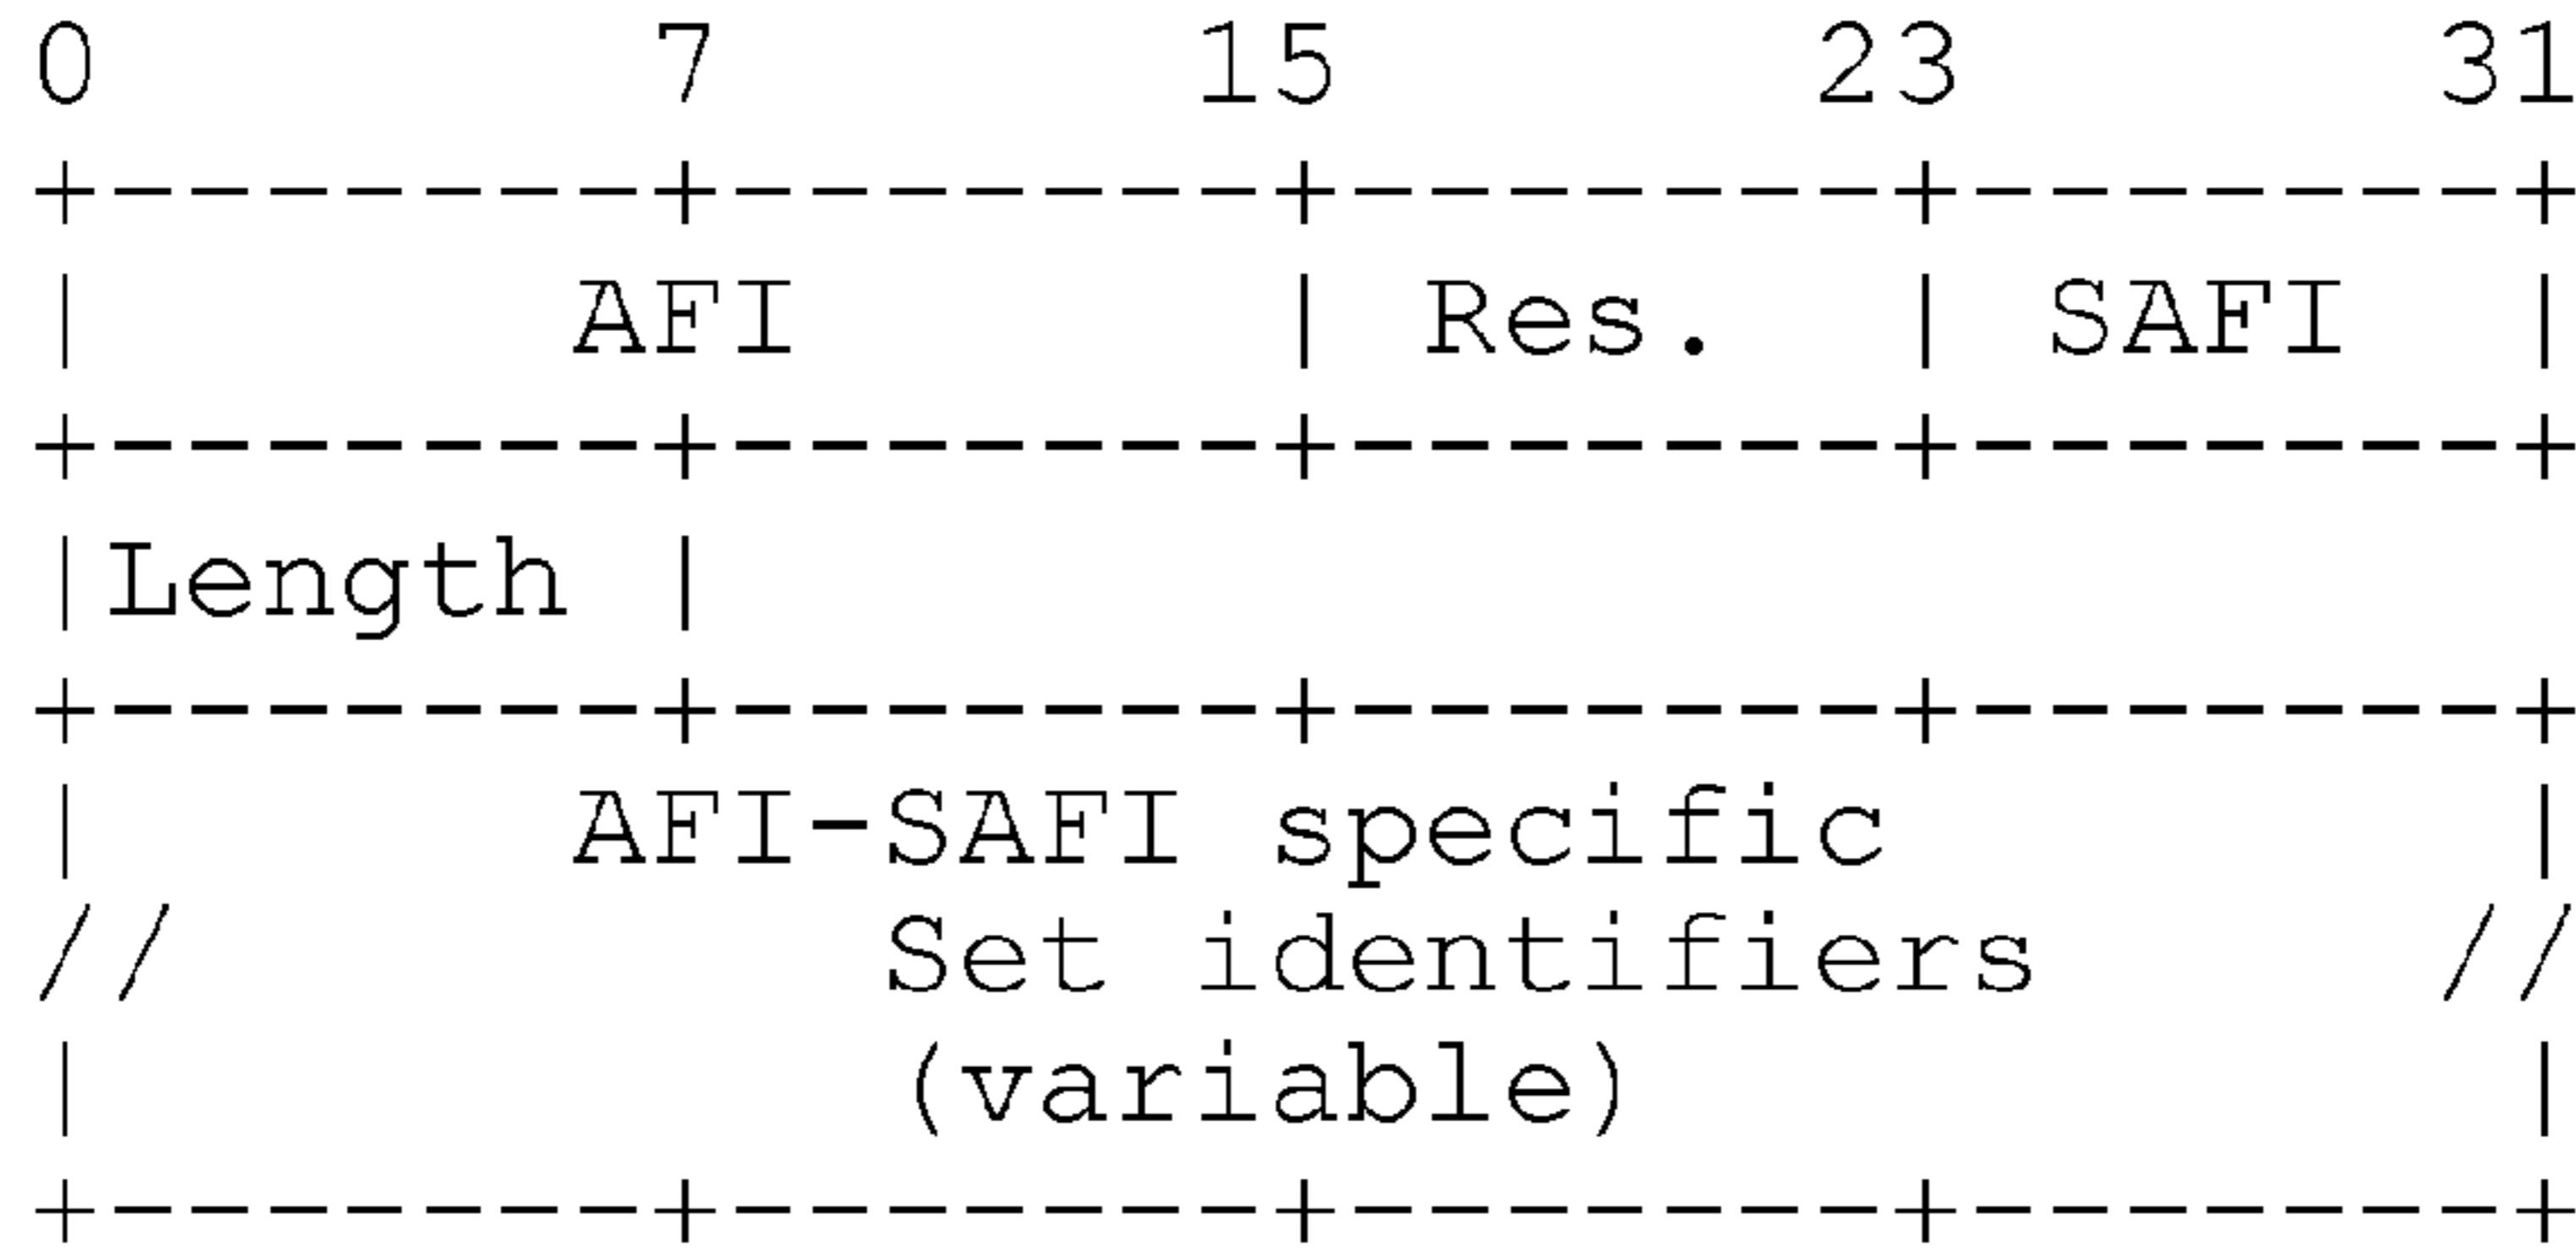 0       7       15      23      31
+-------+-------+-------+-------+
|      AFI      | Res.  | SAFI  |
+-------+-------+-------+-------+
|Length |
+-------+-------+-------+-------+
|      AFI-SAFI specific        |
//         Set identifiers     //
|          (variable)           |
+-------+-------+-------+-------+